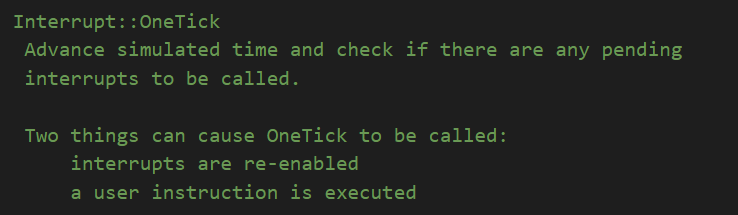 Interrupt::OneTick
Advance simulated time and check if there are any pending
interrupts to be called.
Two things can cause OneTick to be called:
interrupts are re-enabled
a user instruction is executed